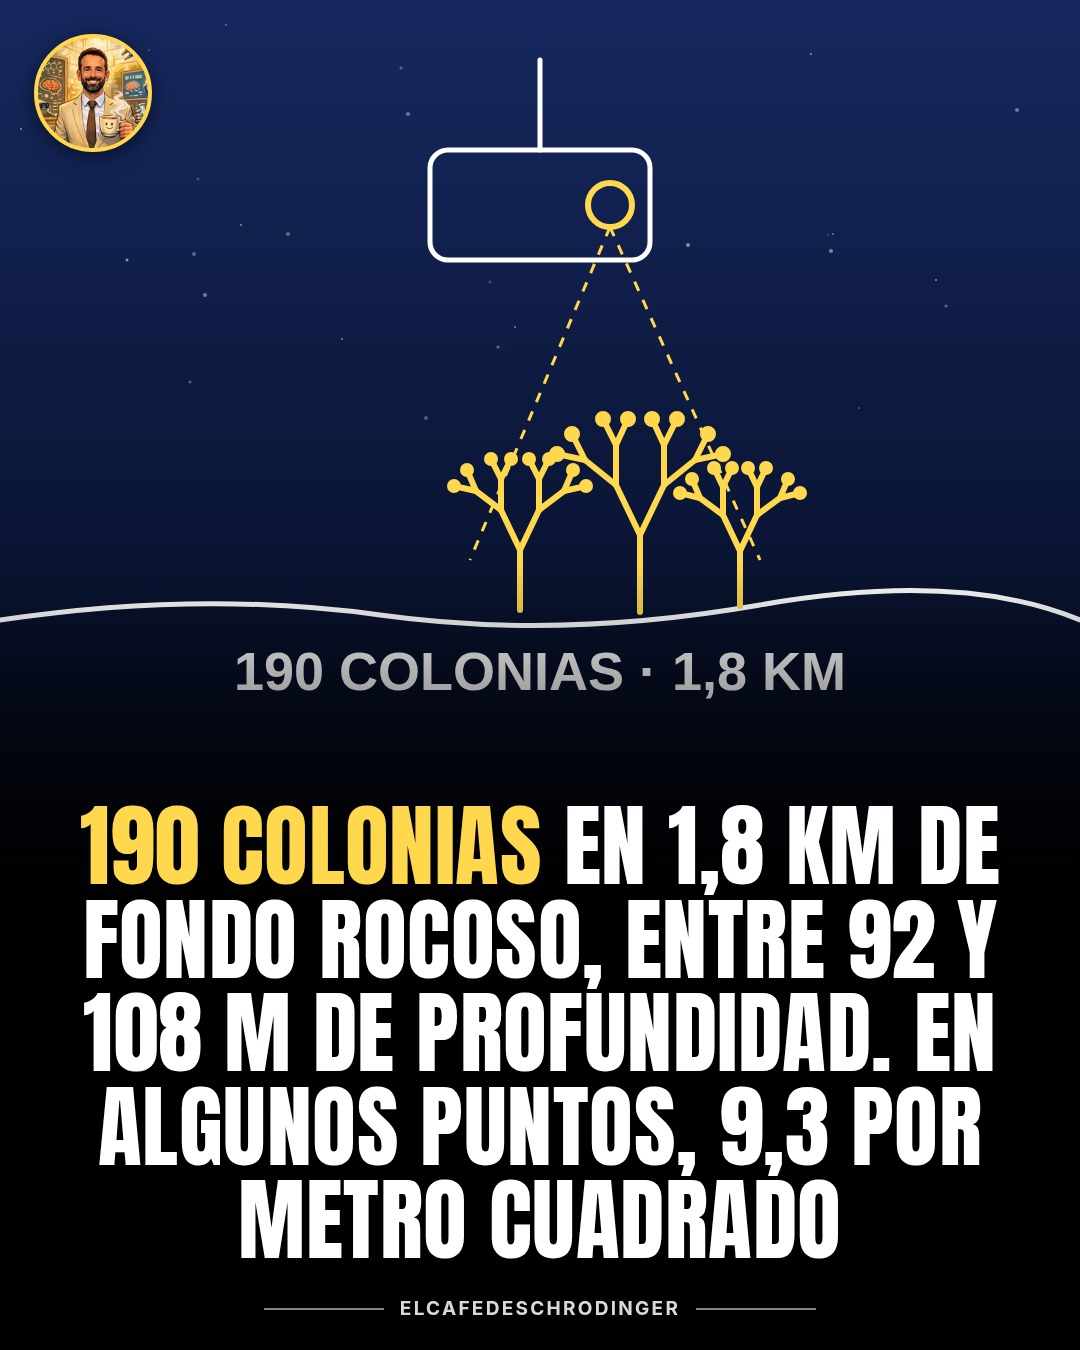 190 COLONIAS · 1,8 KM
190 COLONIAS EN 1,8 KM DE
FONDO ROCOSO, ENTRE 92 Y
108 M DE PROFUNDIDAD. EN
ALGUNOS PUNTOS, 9,3 POR
METRO CUADRADO
ELCAFEDESCHRODINGER